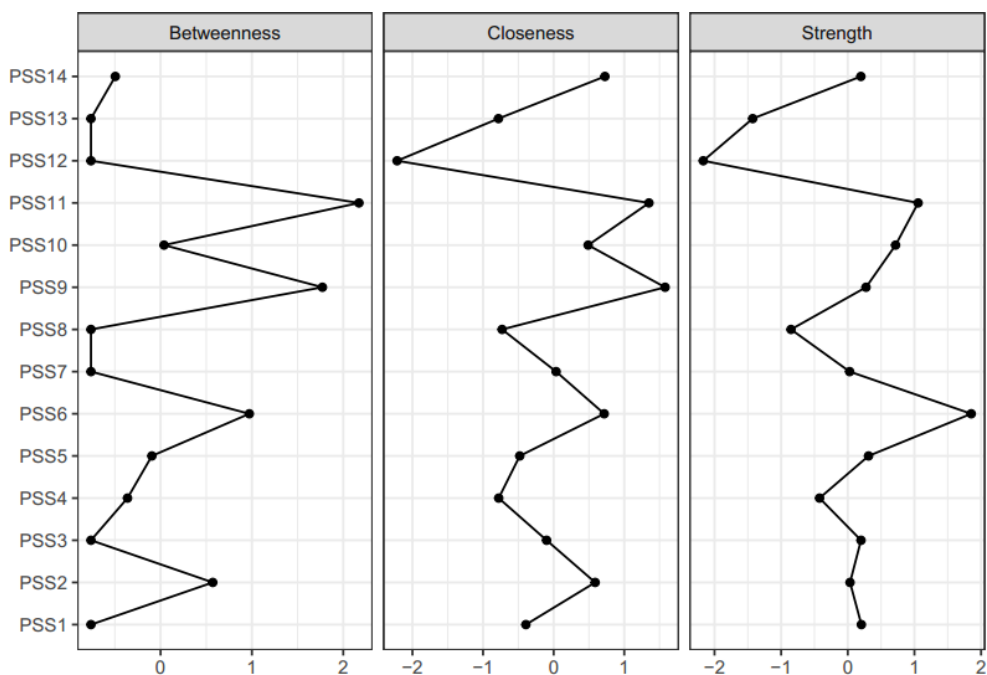 Betweenness Closeness Strength
PSS14
PSS13
PSS12
PSS11
PSS10
PSS9
PSS8
PSS7
PSS6
PSS5
PSS4
PSS3
PSS2
PSS1
0 1 2 −2 −1 0 1 −2 −1 0 1 2